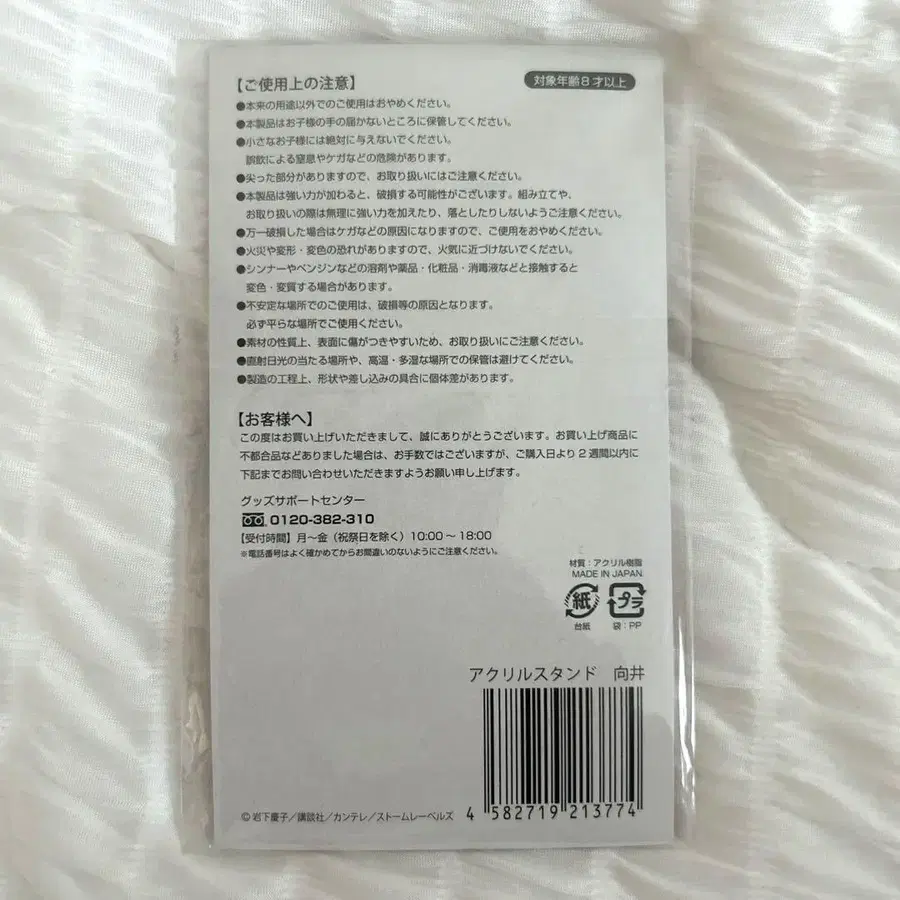 【ご使用上の注意】
対象年齢8才以上
●本来の用途以外でのご使用はおやめください。
●本製品はお子様の手の届かないところに保管してください。
●小さなお子様には絶対に与えないでください。
誤飲による窒息やケガなどの危険があります。
●尖った部分がありますので、お取り扱いにはご注意ください。
●本製品は強い力が加わると、破損する可能性がございます。組み立てや、
お取り扱いの際は無理に強い力を加えたり、落としたりしないようご注意ください。
●万一破損した場合はケガなどの原因になりますので、ご使用をおやめください。
●火災や変形・変色の恐れがありますので、火気に近づけないでください。
●シンナーやベンジンなどの溶剤や薬品・化粧品・消毒液などと接触すると
変色・変質する場合があります。
●不安定な場所でのご使用は、破損等の原因となります。
必ず平らな場所でご使用ください。
●素材の性質上、表面に傷がつきやすいため、お取り扱いにご注意ください。
●直射日光の当たる場所や、高温・多湿な場所での保管は避けてください。
●製造の工程上、形状や差し込みの具合に個体差があります。
【お客様へ】
この度はお買い上げいただきまして、誠にありがとうございます。お買い上げ商品に
不都合品などありました場合は、お手数ではございますが、ご購入日より2週間以内に
下記までお問い合わせいただきますようお願い申し上げます。
グッズサポートセンター
0120-382-310
【受付時間】月～金（祝祭日を除く）10:00～18:00
※電話番号はよく確かめてからお間違いのないようにご注意ください。
材質：アクリル樹脂
MADE IN JAPAN
紙 プラ
台紙 袋：PP
アクリルスタンド 向井
4 582719 213774
© 岩下慶子／講談社／カンテレ／ストームレーベルズ